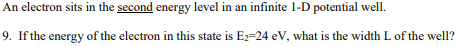 An electron sits in the second energy level in an infinite 1-D potential well.
9. If the energy of the electron in this state is E₂=24 eV, what is the width L of the well?